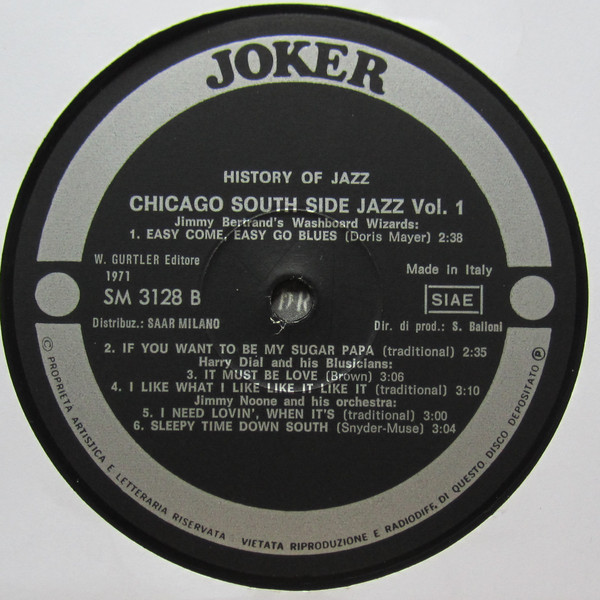 JOKER
HISTORY OF JAZZ
CHICAGO SOUTH SIDE JAZZ Vol. 1
Jimmy Bertrand's Washboard Wizards:
1. EASY COME, EASY GO BLUES (Doris Mayer) 2:38
W. GURTLER Editore
1971
Made in Italy
SM 3128 B
SIAE
Distribuz.: SAAR MILANO
Dir. di prod.: S. Balloni
2. IF YOU WANT TO BE MY SUGAR PAPA (traditional) 2:35
Harry Dial and his Blusicians:
3. IT MUST BE LOVE (Brown) 3:06
4. I LIKE WHAT I LIKE LIKE IT LIKE IT (traditional) 3:10
Jimmy Noone and his orchestra:
5. I NEED LOVIN', WHEN IT'S (traditional) 3:00
6. SLEEPY TIME DOWN SOUTH (Snyder-Muse) 3:04
© PROPRIETA ARTISTICA E LETTERARIA RISERVATA · VIETATA RIPRODUZIONE E RADIODIFF. DI QUESTO DISCO DEPOSITATO ℗